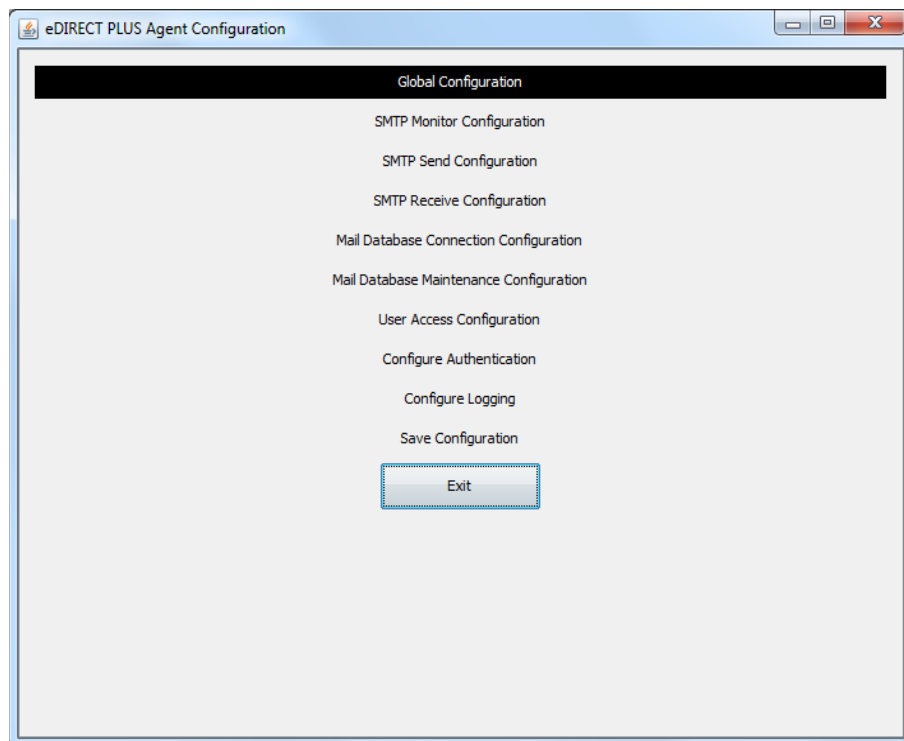 eDIRECT PLUS Agent Configuration
Global Configuration
SMTP Monitor Configuration
SMTP Send Configuration
SMTP Receive Configuration
Mail Database Connection Configuration
Mail Database Maintenance Configuration
User Access Configuration
Configure Authentication
Configure Logging
Save Configuration
Exit